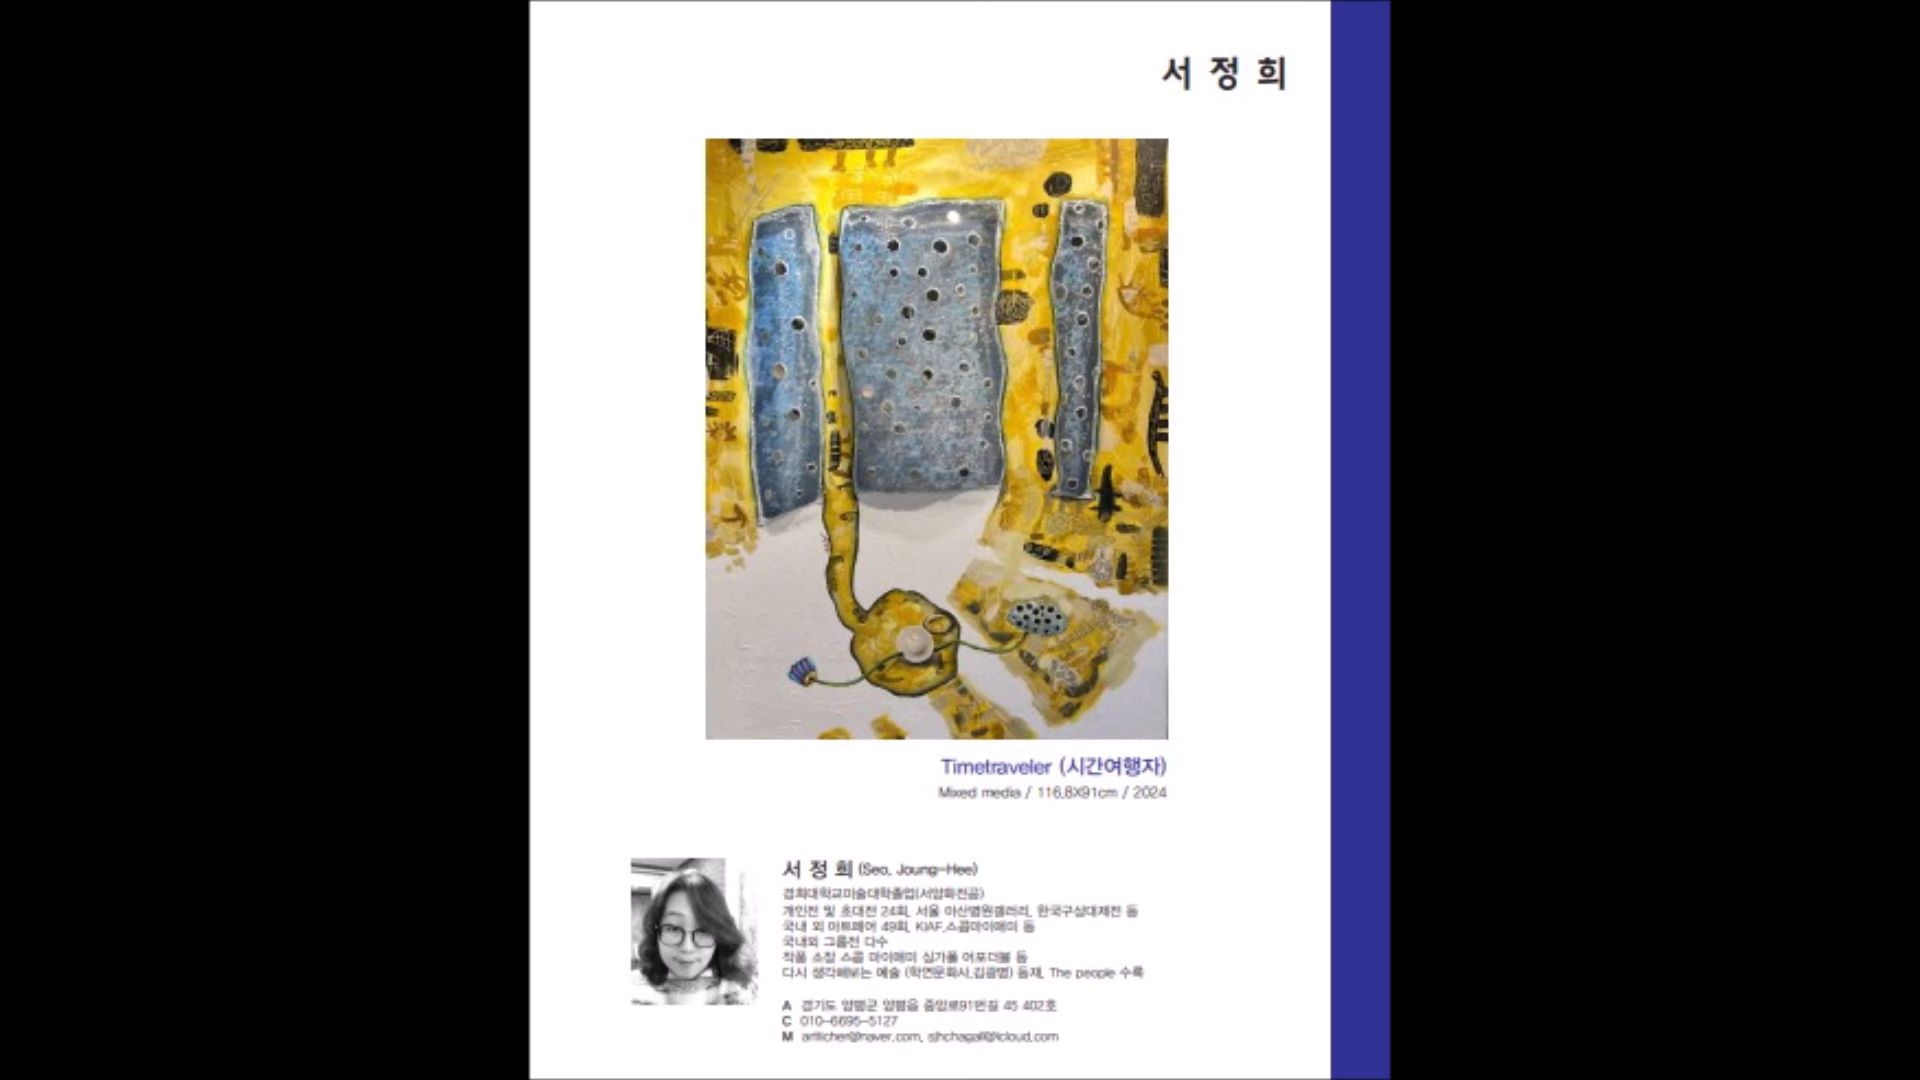 서 정 희
Timetraveler (시간여행자)
Mixed media / 116.8X91cm / 2024
서 정 희 (Seo, Joung-Hee)
경희대학교미술대학졸업(서양화전공)
개인전 및 초대전 24회, 서울 아산병원갤러리, 한국구상대제전 등
국내 외 아트페어 49회, KIAF,스콥마이애미 등
국내외 그룹전 다수
작품 소장 스콥 마이애미 싱가폴 어포더블 등
다시 생각해보는 예술 (학연문화사,김광명) 등재, The people 수록
A 경기도 양평군 양평읍 중앙로91번길 45 402호
C 010-6695-5127
M artticher@naver.com, sjhchagall@icloud.com